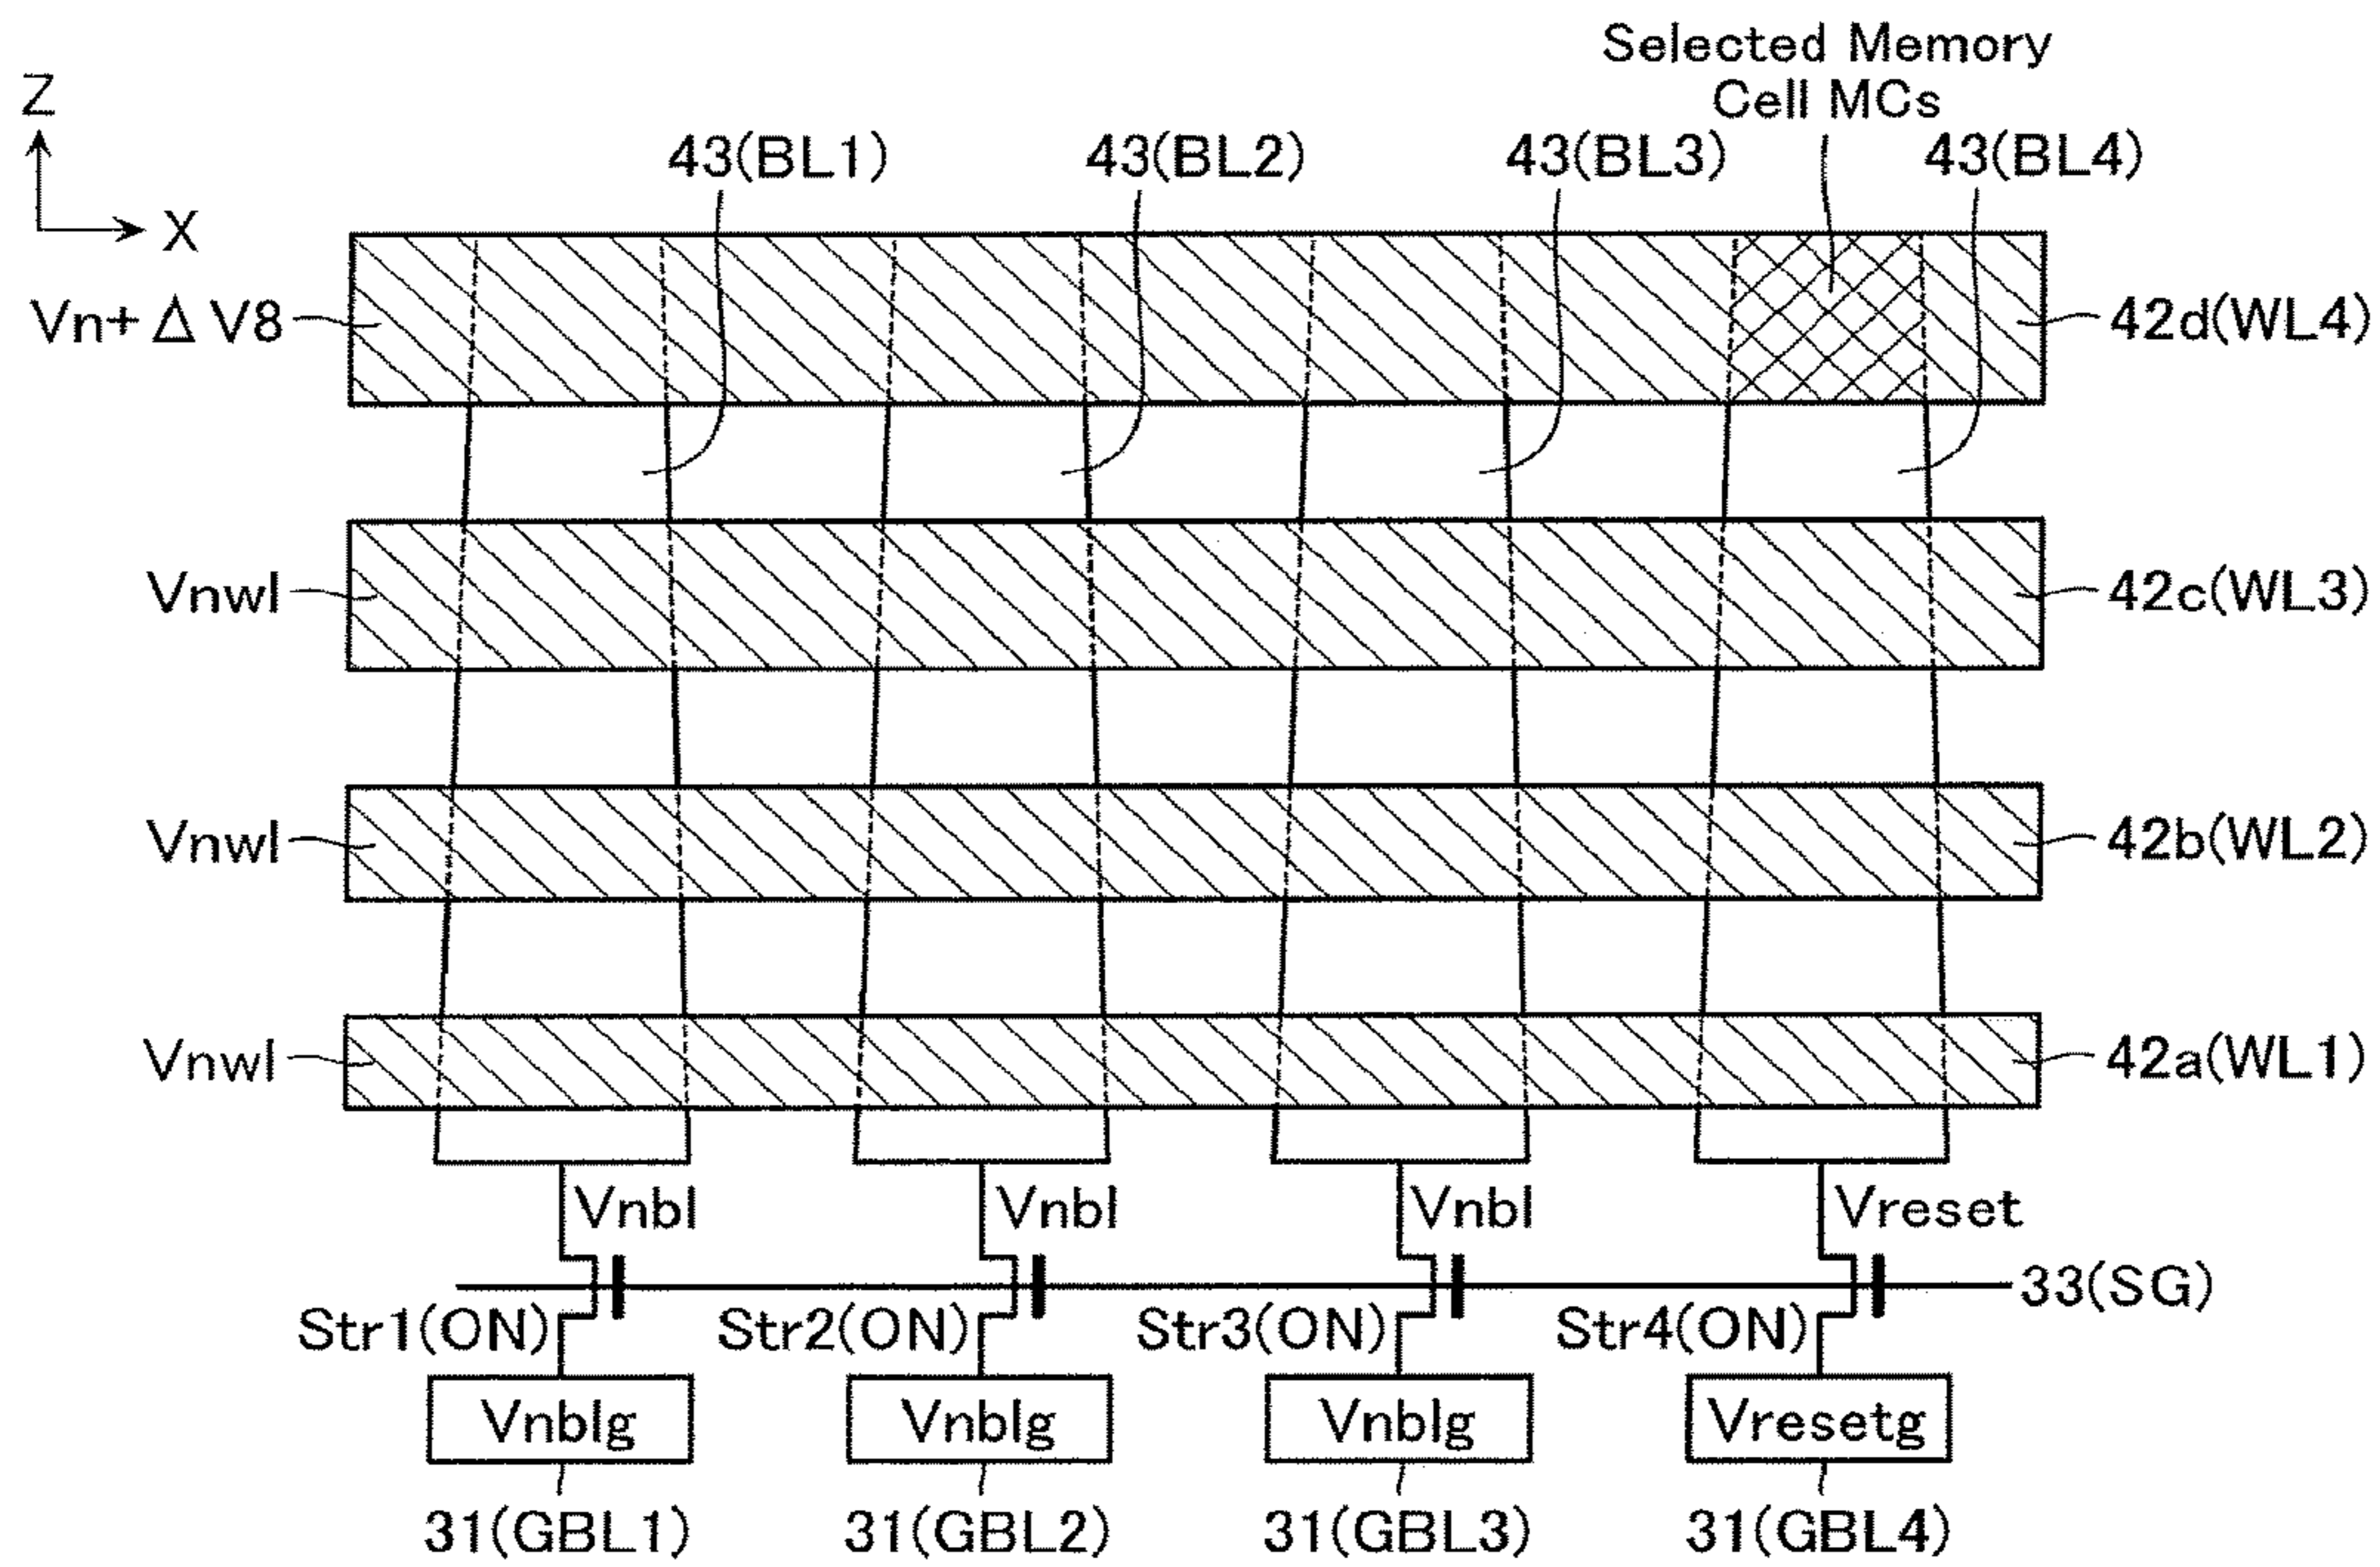 Selected Memory
Cell MCs
Z
X
43(BL1) 43(BL2) 43(BL3) 43(BL4)
Vn+ΔV8 42d(WL4)
Vnwl 42c(WL3)
Vnwl 42b(WL2)
Vnwl 42a(WL1)
Vnbl Vnbl Vnbl Vreset
33(SG)
Str1(ON) Str2(ON) Str3(ON) Str4(ON)
Vnblg Vnblg Vnblg Vresetg
31(GBL1) 31(GBL2) 31(GBL3) 31(GBL4)